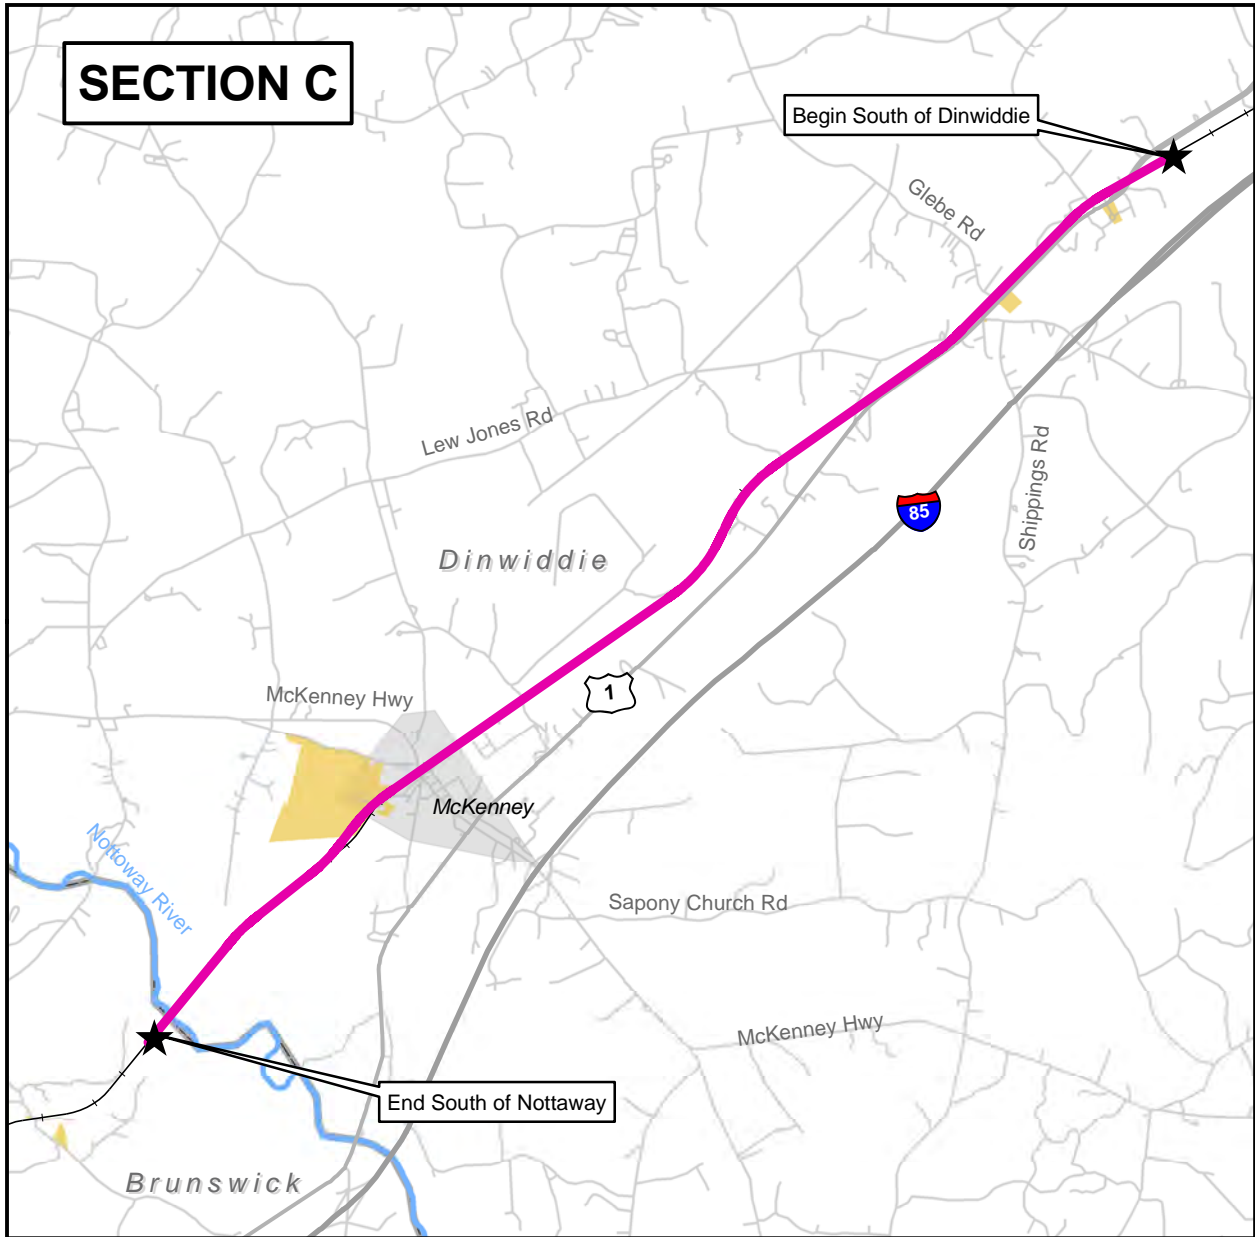 SECTION C
Begin South of Dinwiddie
Glebe Rd
Lew Jones Rd
Shippings Rd
85
Dinwiddie
McKenney Hwy
1
McKenney
Nottoway River
Sapony Church Rd
McKenney Hwy
End South of Nottaway
Brunswick